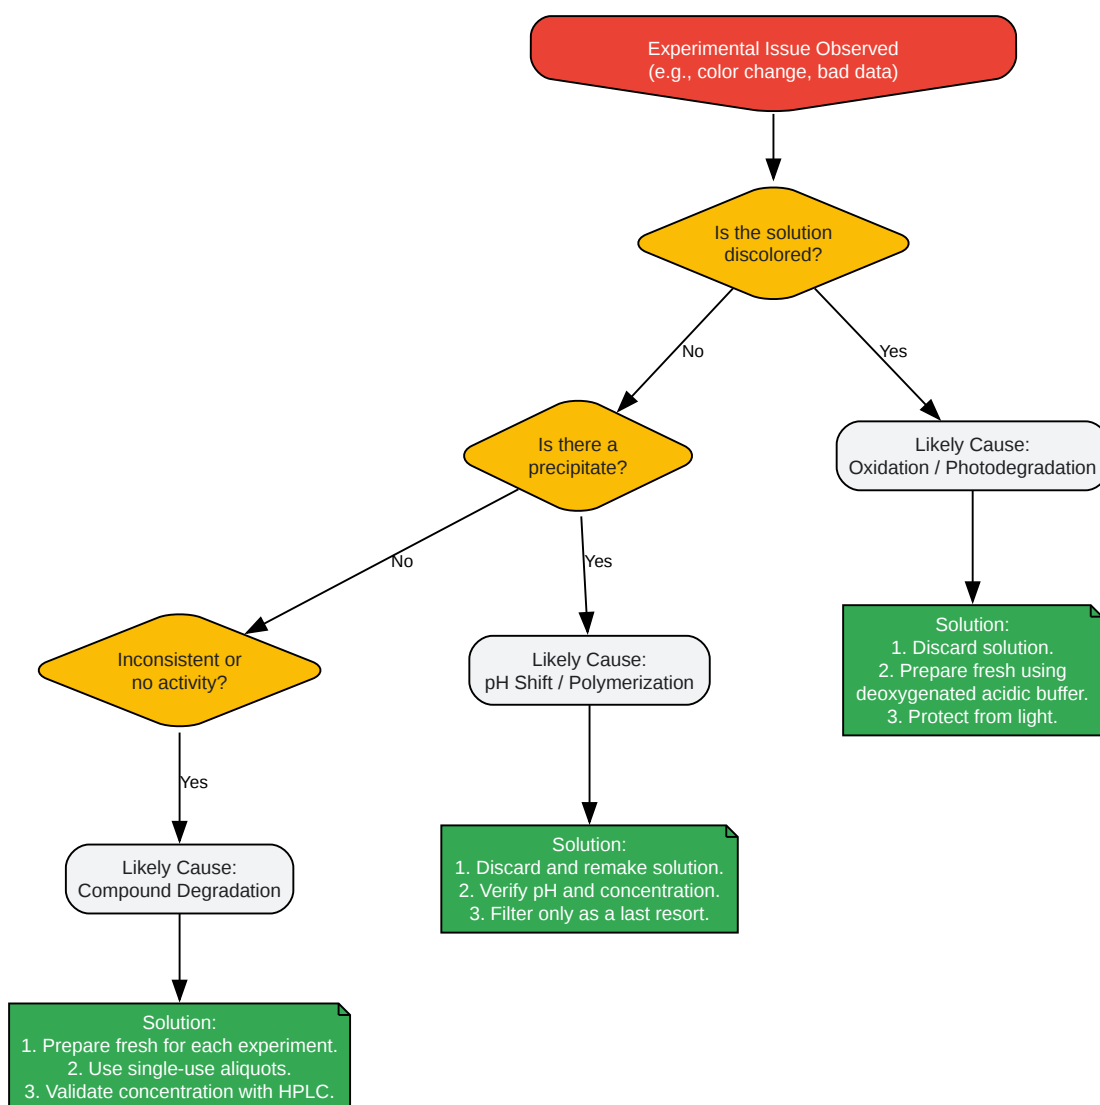 Experimental Issue Observed
(e.g., color change, bad data)
Is the solution
discolored?
No
Yes
Is there a
precipitate?
Likely Cause:
Oxidation / Photodegradation
No
Yes
Solution:
1. Discard solution.
2. Prepare fresh using
deoxygenated acidic buffer.
3. Protect from light.
Inconsistent or
no activity?
Likely Cause:
pH Shift / Polymerization
Yes
Solution:
1. Discard and remake solution.
2. Verify pH and concentration.
3. Filter only as a last resort.
Likely Cause:
Compound Degradation
Solution:
1. Prepare fresh for each experiment.
2. Use single-use aliquots.
3. Validate concentration with HPLC.